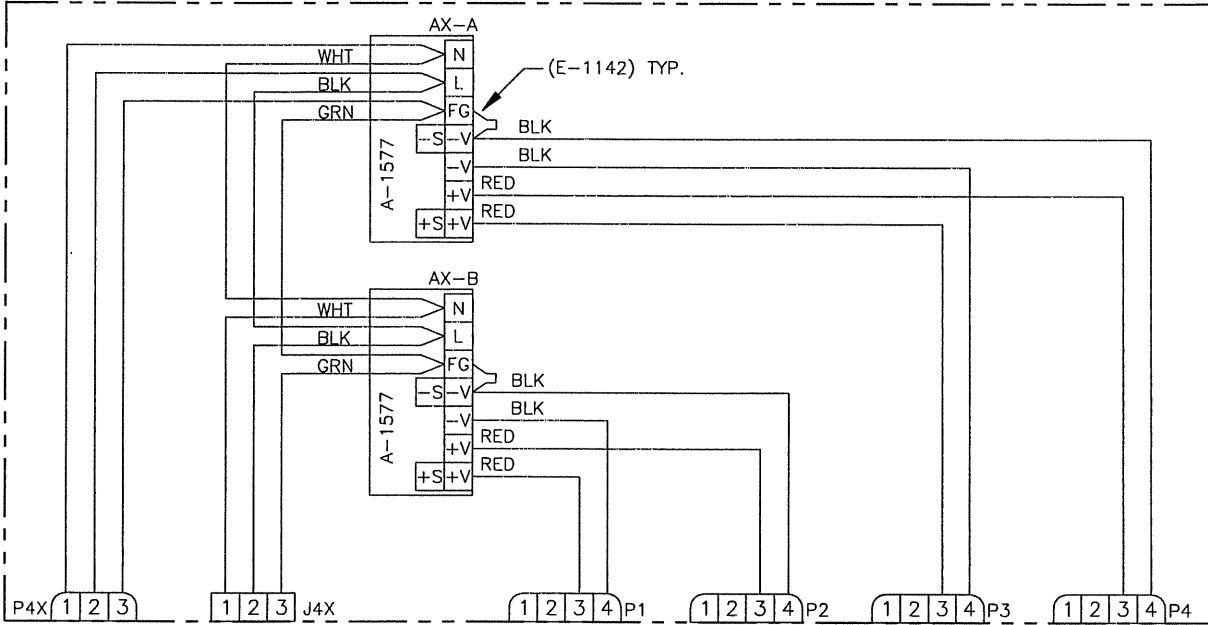 AX-A
WHT N
BLK L
(E-1142) TYP.
GRN FG
-S -V BLK
-V BLK
A-1577
+V RED
+S +V RED
AX-B
WHT N
BLK L
GRN FG
-S -V BLK
-V BLK
A-1577
+V RED
+S +V RED
P4X 1 2 3
1 2 3 J4X
1 2 3 4 P1
1 2 3 4 P2
1 2 3 4 P3
1 2 3 4 P4